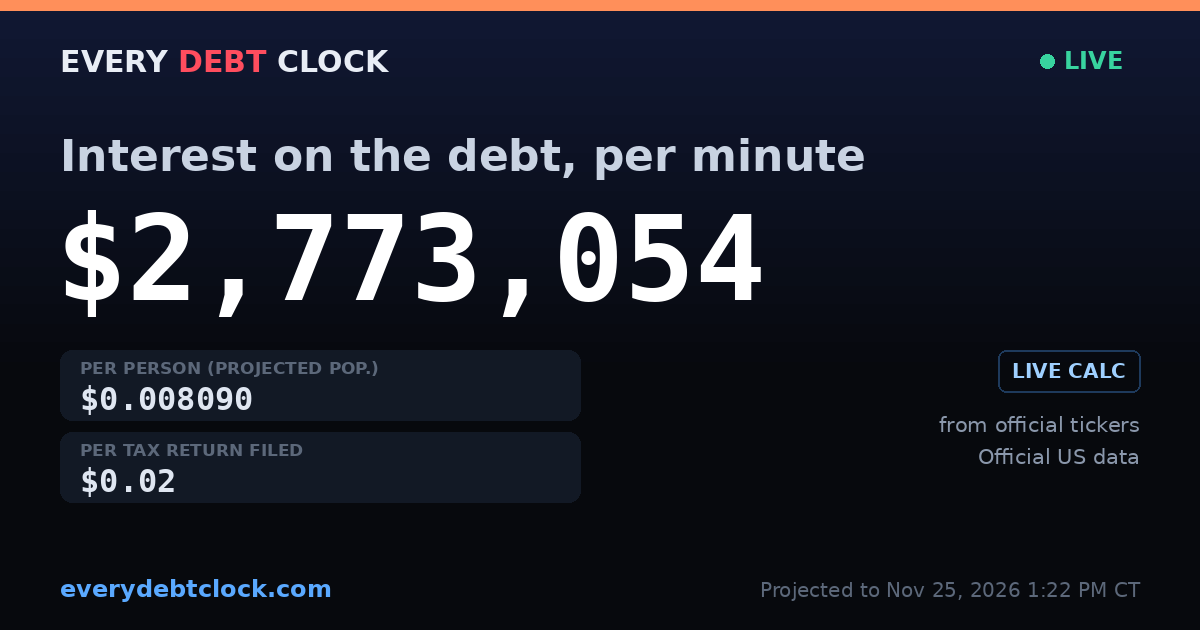 EVERY DEBT CLOCK
LIVE
Interest on the debt, per minute
$2,773,054
PER PERSON (PROJECTED POP.)
$0.008090
PER TAX RETURN FILED
$0.02
LIVE CALC
from official tickers
Official US data
everydebtclock.com
Projected to Nov 25, 2026 1:22 PM CT